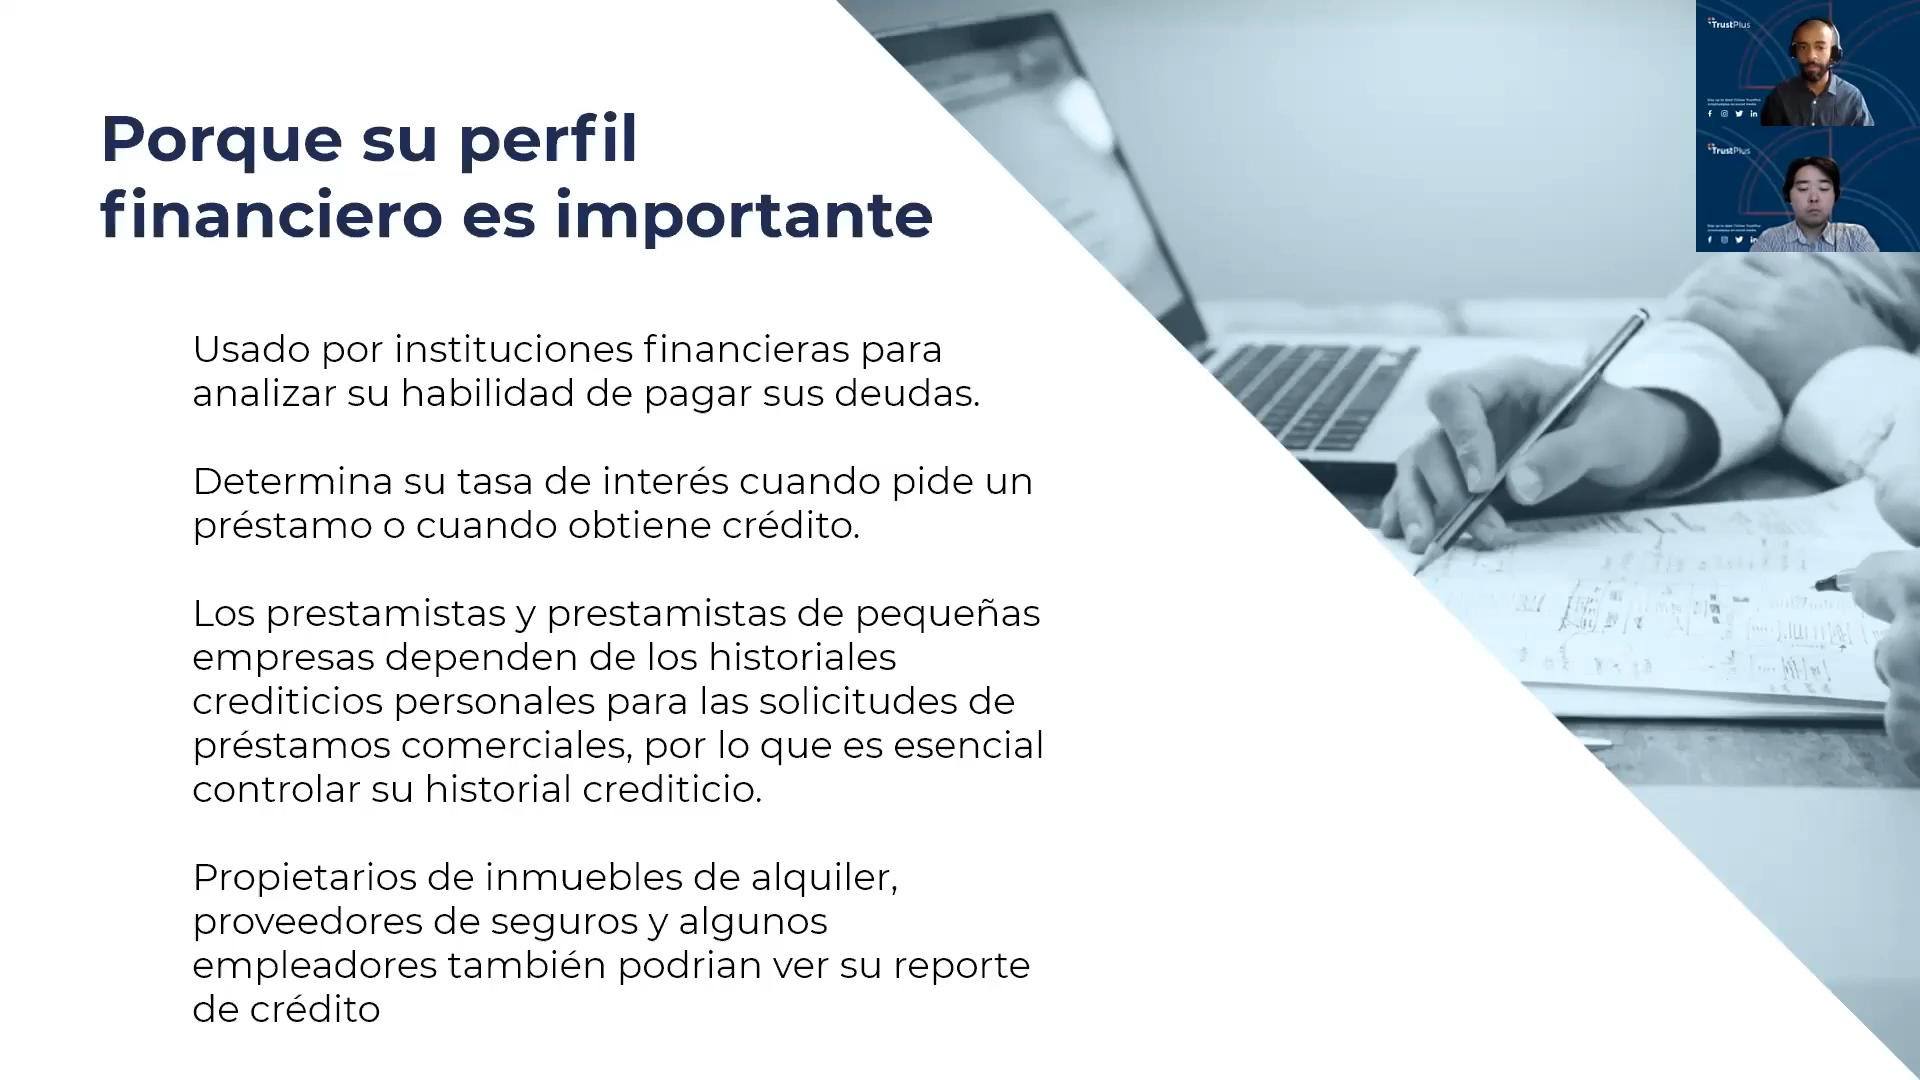 Porque su perfil
financiero es importante
Usado por instituciones financieras para
analizar su habilidad de pagar sus deudas.
Determina su tasa de interés cuando pide un
préstamo o cuando obtiene crédito.
Los prestamistas y prestamistas de pequeñas
empresas dependen de los historiales
crediticios personales para las solicitudes de
préstamos comerciales, por lo que es esencial
controlar su historial crediticio.
Propietarios de inmuebles de alquiler,
proveedores de seguros y algunos
empleadores también podrian ver su reporte
de crédito
TrustPlus
TrustPlus